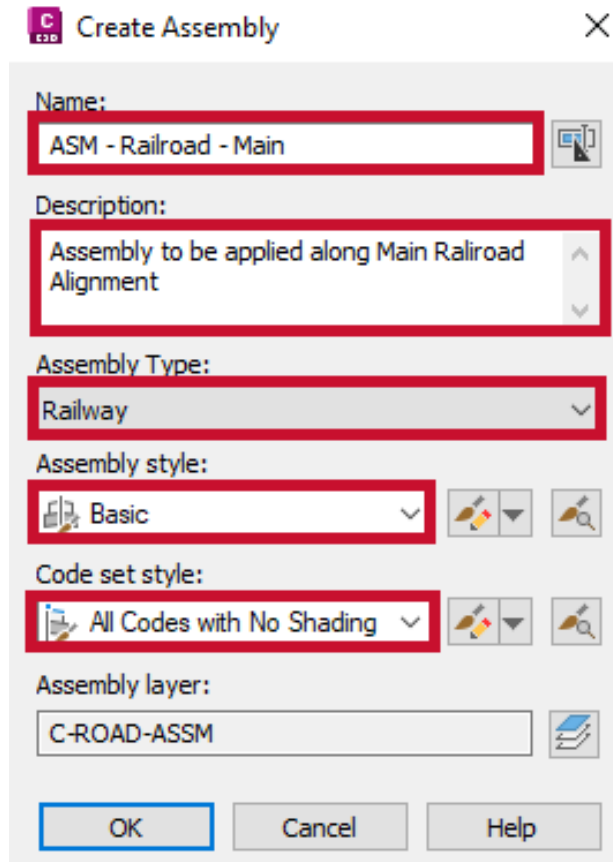 C
C3D
Create Assembly
Name:
ASM - Railroad - Main
Description:
Assembly to be applied along Main Raliroad
Alignment
Assembly Type:
Railway
Assembly style:
Basic
Code set style:
All Codes with No Shading
Assembly layer:
C-ROAD-ASSM
OK Cancel Help